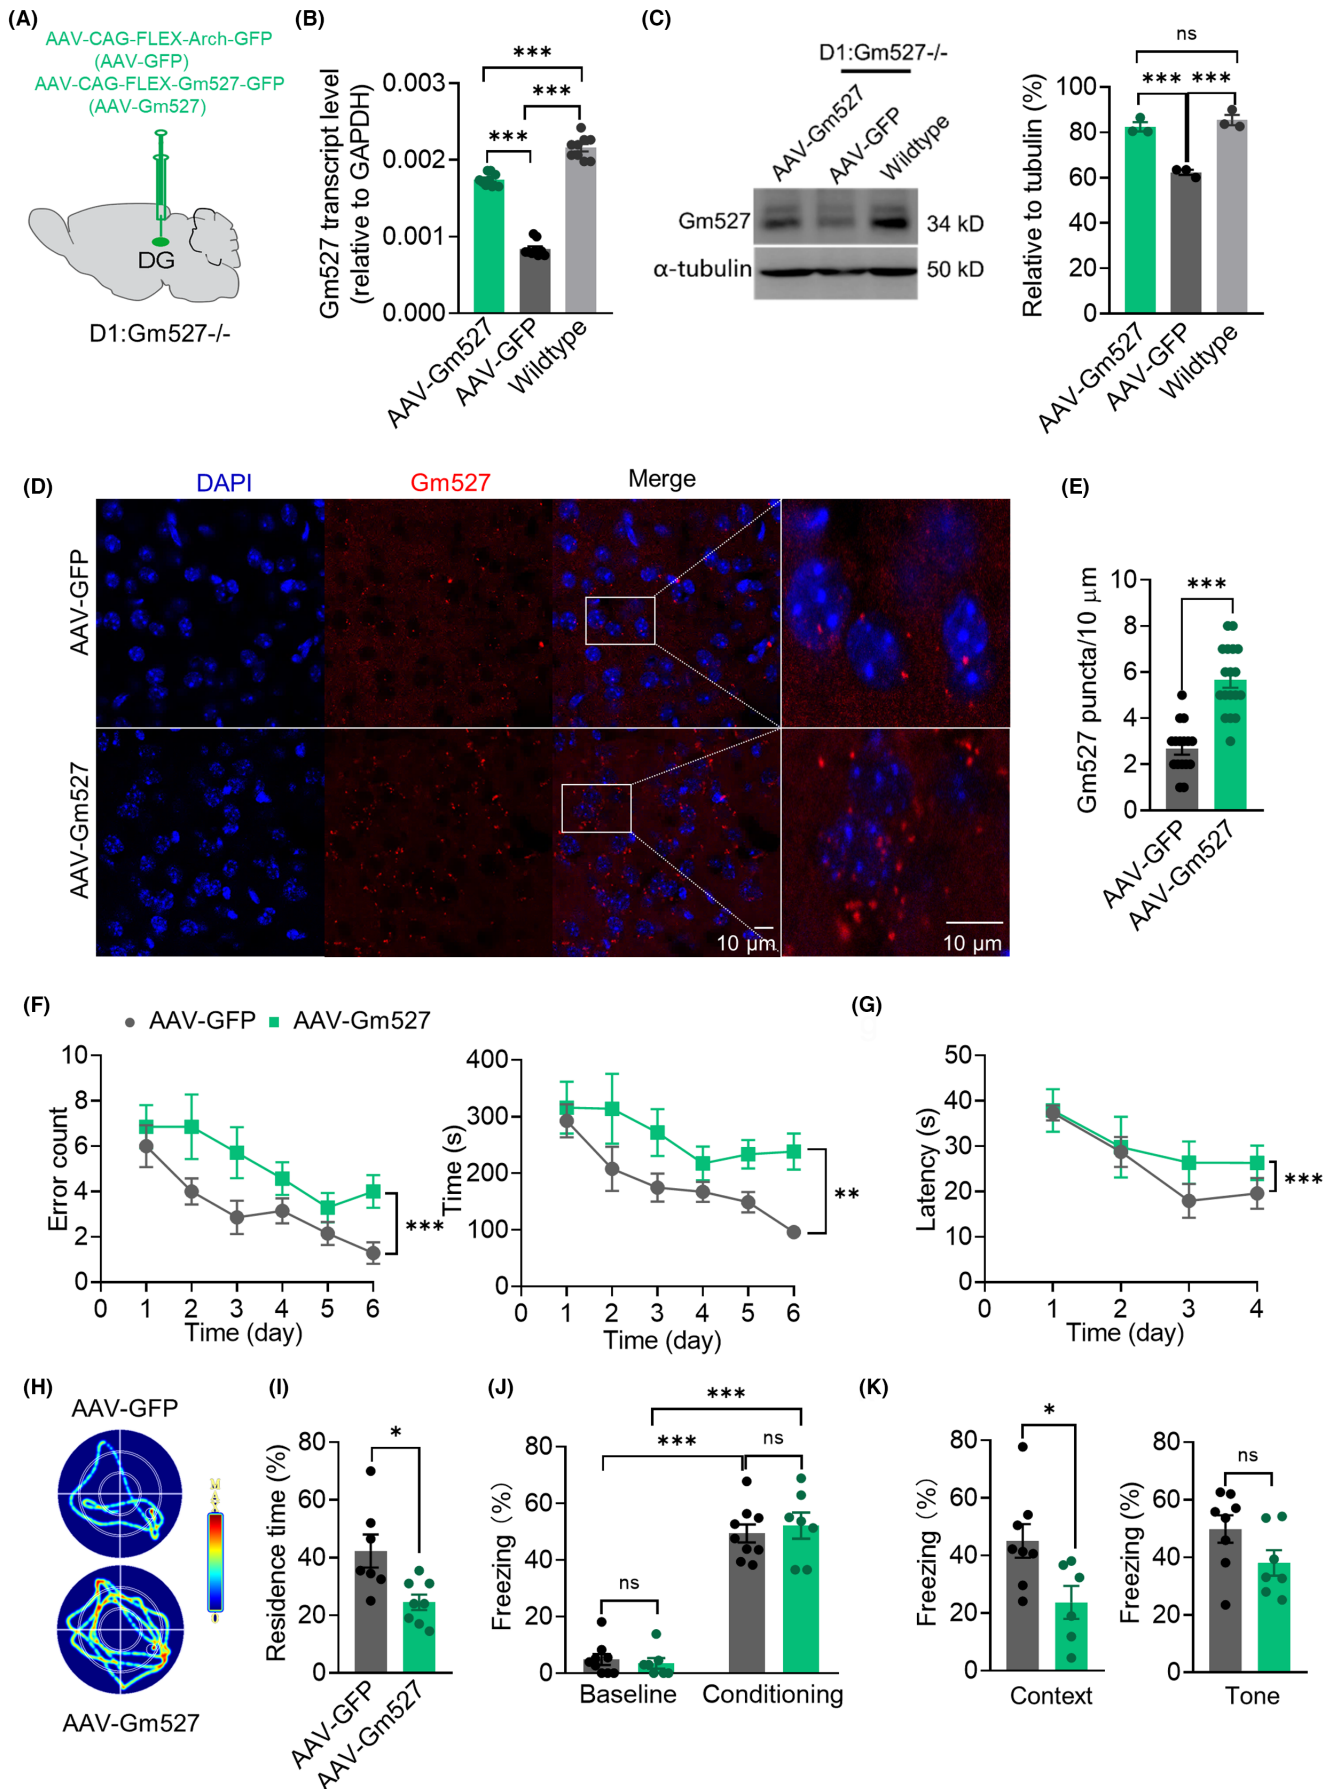 (A)
AAV-CAG-FLEX-Arch-GFP
(AAV-GFP)
AAV-CAG-FLEX-Gm527-GFP
(AAV-Gm527)
DG
D1:Gm527-/-
(B)
Gm527 transcript level
(relative to GAPDH)
0.003
0.002
0.001
0.000
***
***
***
AAV-Gm527
AAV-GFP
Wildtype
(C)
D1:Gm527-/-
AAV-Gm527
AAV-GFP
Wildtype
Gm527
34 kD
α-tubulin
50 kD
Relative to tubulin (%)
100
80
60
40
20
0
ns
*** ***
AAV-Gm527
AAV-GFP
Wildtype
(D)
DAPI
Gm527
Merge
AAV-GFP
AAV-Gm527
10 μm
10 μm
(E)
Gm527 puncta/10 μm
10
8
6
4
2
0
***
AAV-GFP
AAV-Gm527
(F)
AAV-GFP
AAV-Gm527
Error count
10
8
6
4
2
0
***
0 1 2 3 4 5 6
Time (day)
Time (s)
400
300
200
100
0
**
0 1 2 3 4 5 6
Time (day)
(G)
Latency (s)
50
40
30
20
10
0
***
0 1 2 3 4
Time (day)
(H)
AAV-GFP
AAV-Gm527
(I)
Residence time (%)
80
60
40
20
0
*
AAV-GFP
AAV-Gm527
(J)
Freezing (%)
80
60
40
20
0
***
***
ns
ns
Baseline
Conditioning
(K)
Freezing (%)
80
60
40
20
0
*
Context
Freezing (%)
80
60
40
20
0
ns
Tone